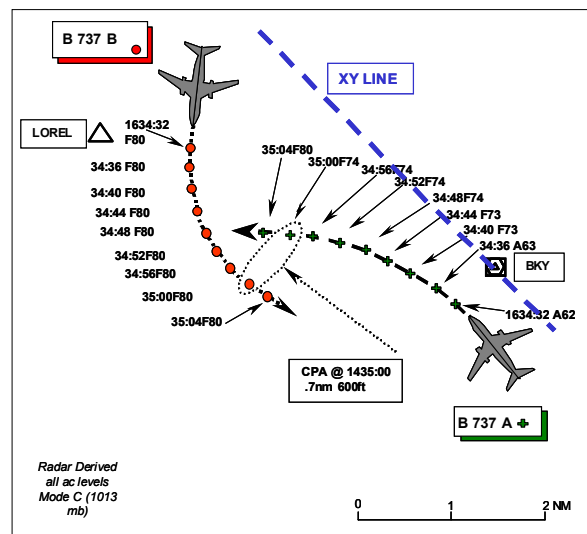 B 737 B
XY LINE
LOREL
1634:32
F80
34:36 F80
34:40 F80
34:44 F80
34:48 F80
34:52F80
34:56F80
35:00F80
35:04F80
35:04F80
35:00F74
34:56F74
34:52F74
34:48F74
34:44 F73
34:40 F73
34:36 A63
BKY
1634:32 A62
CPA @ 1435:00
.7nm 600ft
B 737 A
Radar Derived
all ac levels
Mode C (1013
mb)
0
1
2 NM